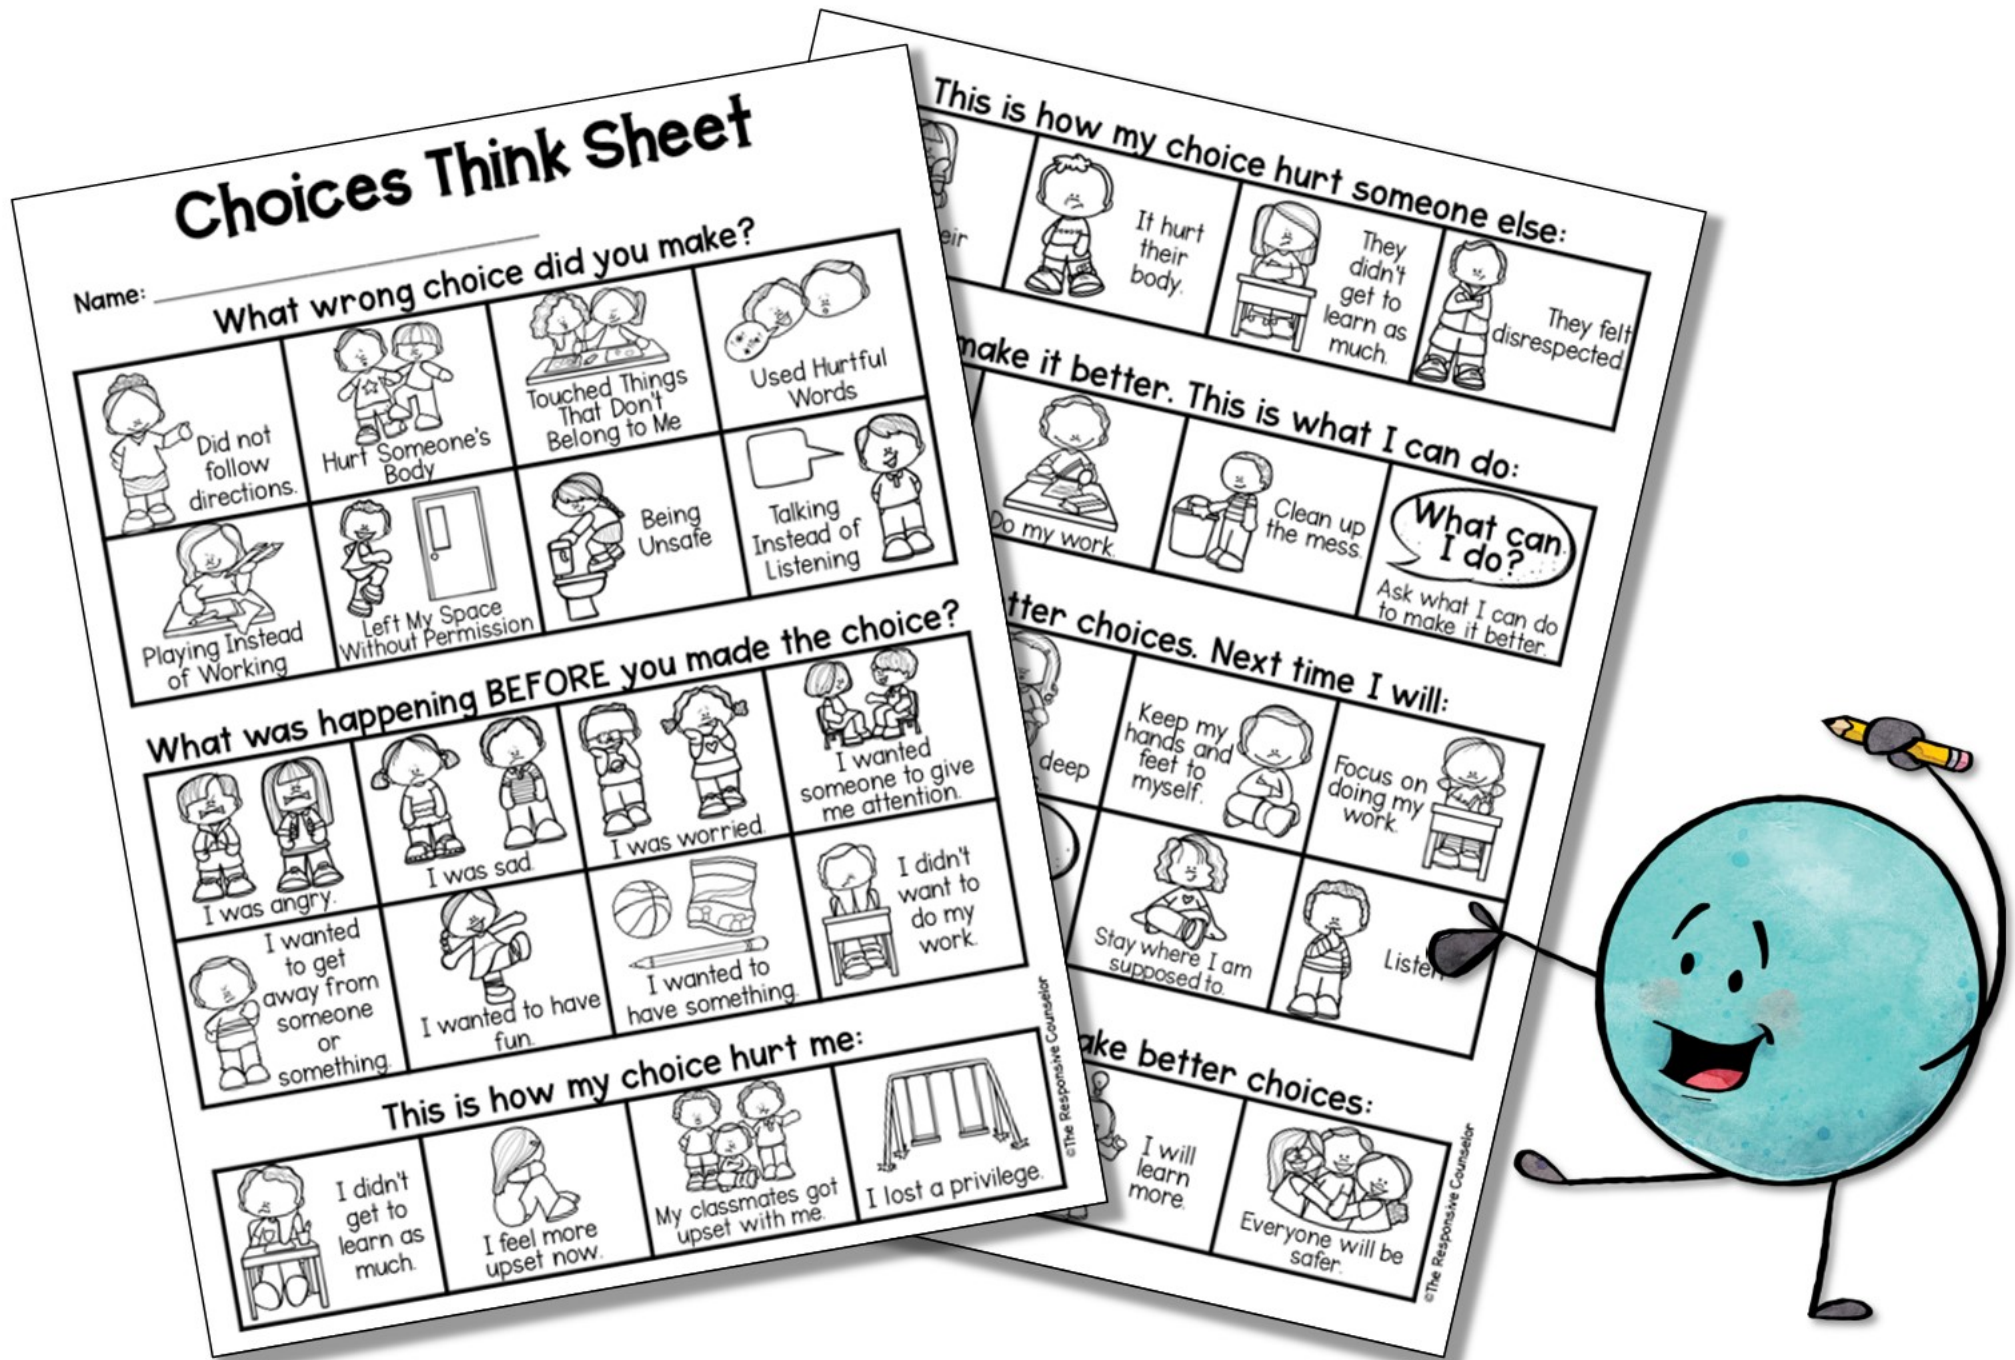 Choices Think Sheet
Name:
What wrong choice did you make?
Did not
follow
directions.
Hurt Someone's
Body
Touched Things
That Don't
Belong to Me
Used Hurtful
Words
Playing Instead
of Working
Left My Space
Without Permission
Being
Unsafe
Talking
Instead of
Listening
What was happening BEFORE you made the choice?
I was angry.
I was sad.
I was worried.
I wanted
someone to give
me attention.
I wanted
to get
away from
someone
or
something.
I wanted to have
fun.
I wanted to
have something.
I didn't
want to
do my
work.
This is how my choice hurt me:
I didn't
get to
learn as
much.
I feel more
upset now.
My classmates got
upset with me.
I lost a privilege.
©The Responsive Counselor
This is how my choice hurt someone else:
It hurt
their
body.
They
didn't
get to
learn as
much.
They felt
disrespected.
make it better. This is what I can do:
Do my work.
Clean up
the mess.
What can
I do?
Ask what I can do
to make it better.
choices. Next time I will:
deep
Keep my
hands and
feet to
myself.
Focus on
doing my
work.
Stay where I am
supposed to.
Listen
better choices:
I will
learn
more.
Everyone will be
safer.
©The Responsive Counselor